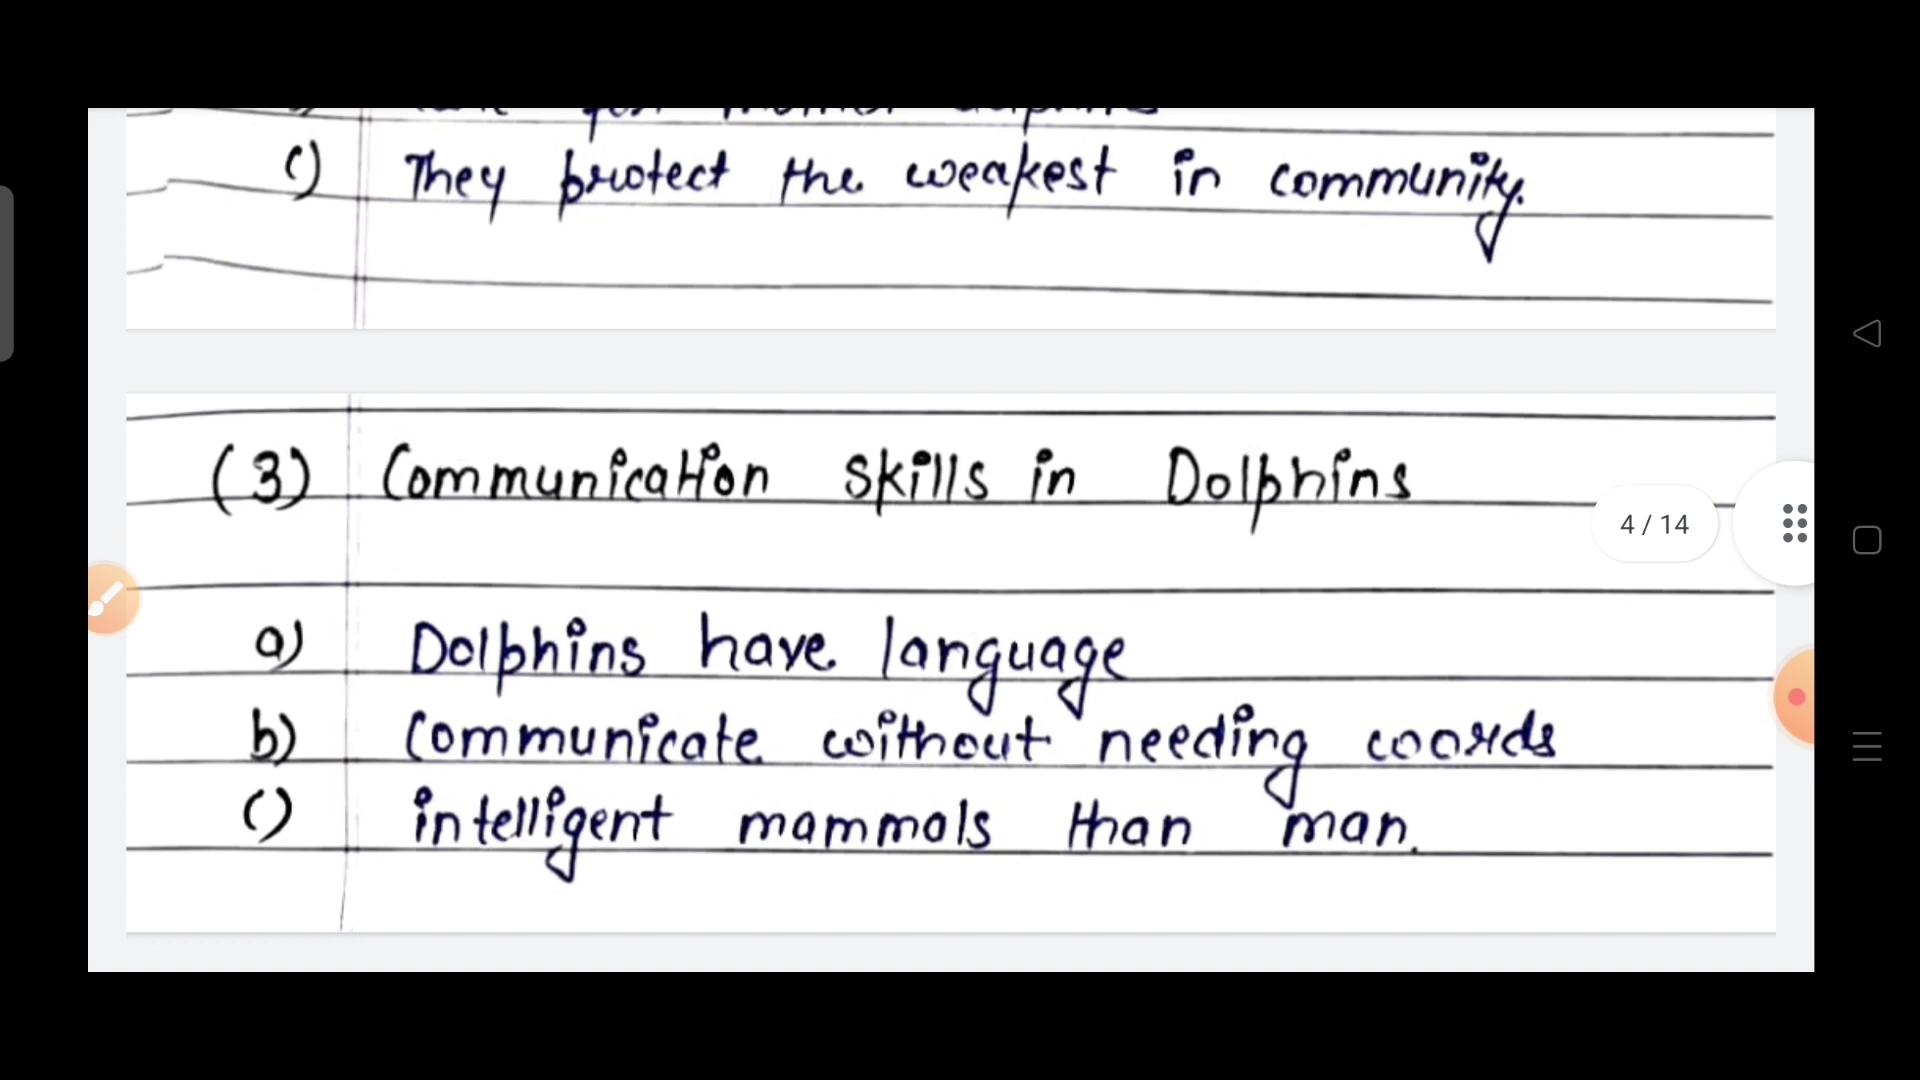 c) They protect the weakest in community.
(3) Communication skills in Dolphins
4 / 14
a) Dolphins have language
b) Communicate without needing words
c) intelligent mammals than man.